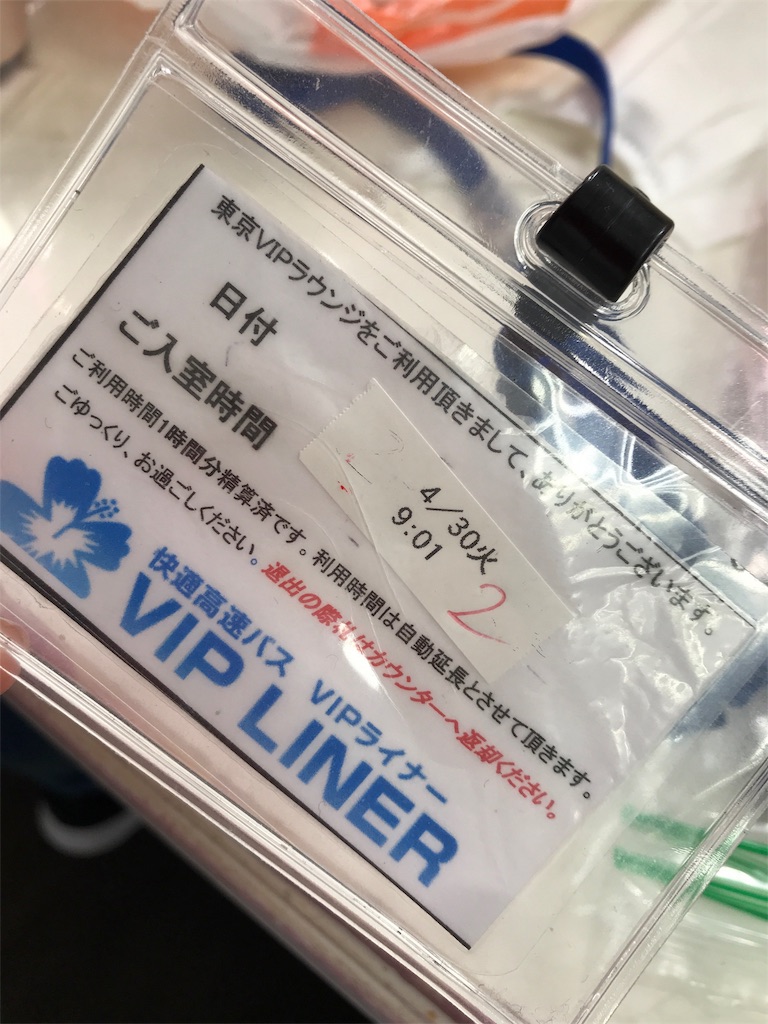 東京VIPラウンジをご利用頂きまして、ありがとうございます。
日付
4/30火
ご入室時間
9:01
2
ご利用時間1時間分精算済です。利用時間は自動延長とさせて頂きます。
ごゆっくり、お過ごしください。退出の際札はカウンターへ返却ください。
快適高速バス VIPライナー
VIP LINER